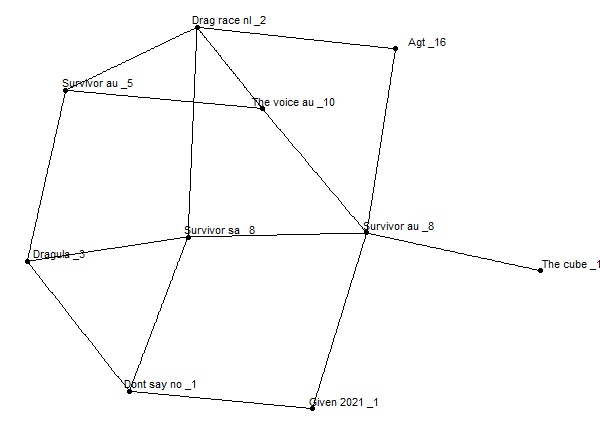 Drag race nl _2
Agt _16
Survivor au _5
The voice au _10
Survivor sa _8
Survivor au _8
Dragula _3
The cube _1
Dont say no _1
Given 2021 _1